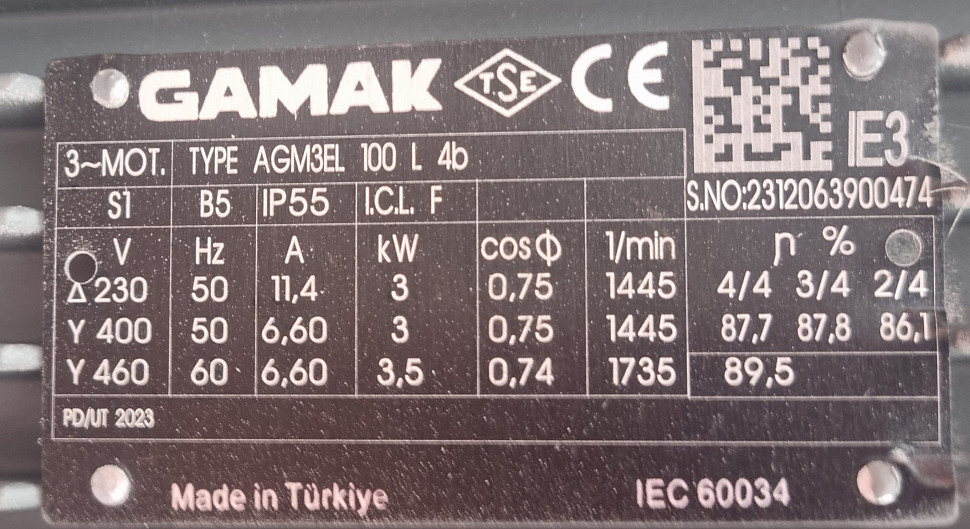 GAMAK TSE CE
IE3
3~MOT. TYPE AGM3EL 100 L 4b
S.NO:2312063900474
S1 B5 IP55 I.CL. F
V Hz A kW cosΦ 1/min η %
Δ 230 50 11,4 3 0,75 1445 4/4 3/4 2/4
Y 400 50 6,60 3 0,75 1445 87,7 87,8 86,1
Y 460 60 6,60 3,5 0,74 1735 89,5
PD/UT 2023
Made in Türkiye IEC 60034